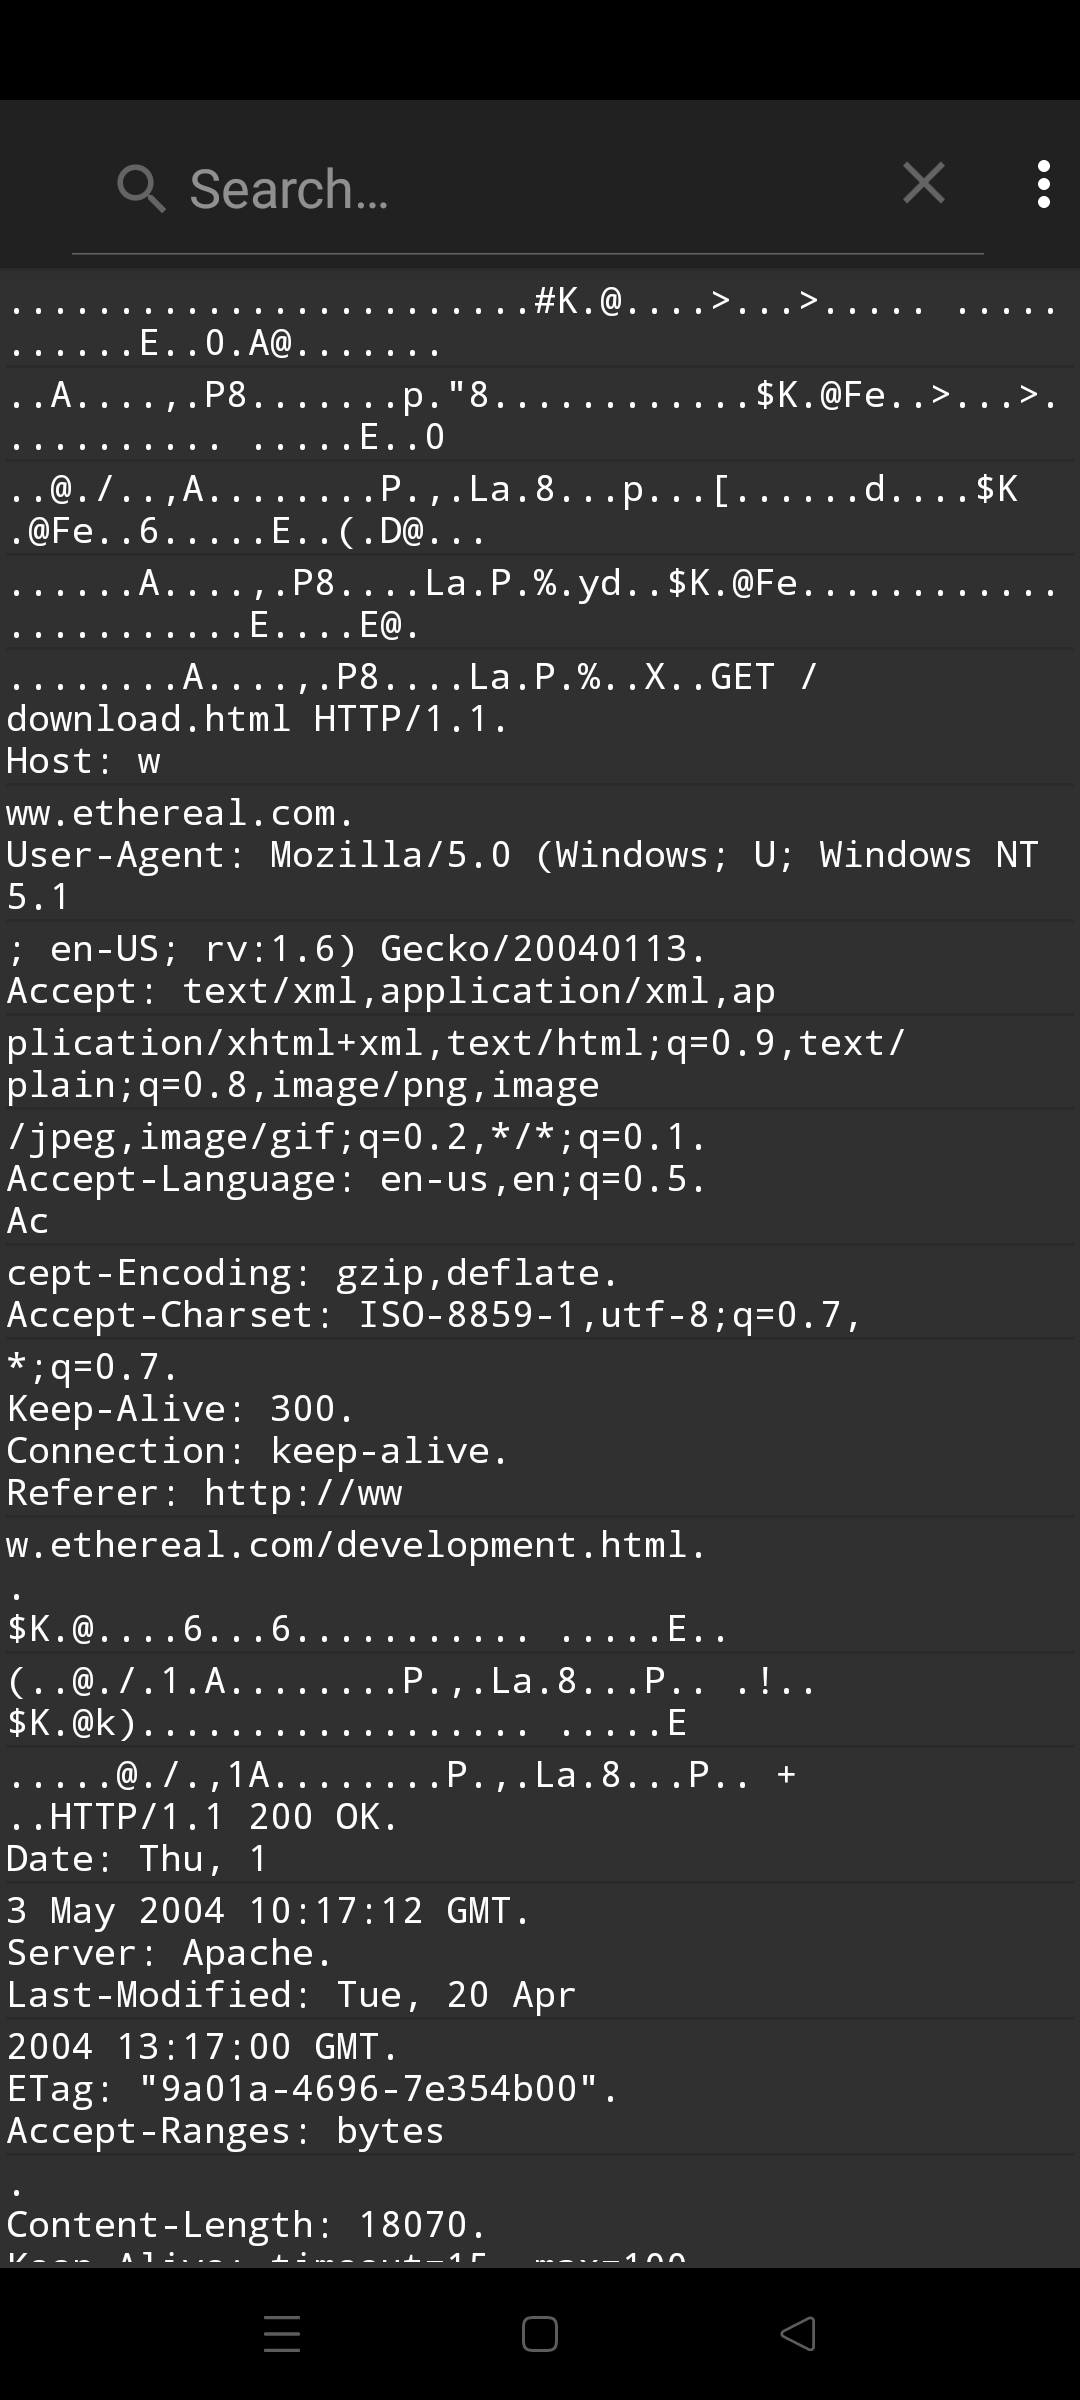 Search…
........................#K.@....>...>..... .....
......E..0.A@.......
..A....,.P8.......p."8............$K.@Fe..>...>.
.......... .....E..0
..@./..,A........P.,.La.8...p...[......d....$K
.@Fe..6.....E..(.D@...
......A....,.P8....La.P.%.yd..$K.@Fe............
...........E....E@.
........A....,.P8....La.P.%..X..GET /
download.html HTTP/1.1.
Host: w
ww.ethereal.com.
User-Agent: Mozilla/5.0 (Windows; U; Windows NT
5.1
; en-US; rv:1.6) Gecko/20040113.
Accept: text/xml,application/xml,ap
plication/xhtml+xml,text/html;q=0.9,text/
plain;q=0.8,image/png,image
/jpeg,image/gif;q=0.2,*/*;q=0.1.
Accept-Language: en-us,en;q=0.5.
Ac
cept-Encoding: gzip,deflate.
Accept-Charset: ISO-8859-1,utf-8;q=0.7,
*;q=0.7.
Keep-Alive: 300.
Connection: keep-alive.
Referer: http://ww
w.ethereal.com/development.html.
.
$K.@....6...6........... .....E..
(..@./.1.A........P.,.La.8...P.. .!..
$K.@k).................. .....E
.....@./.,1A........P.,.La.8...P.. +
..HTTP/1.1 200 OK.
Date: Thu, 1
3 May 2004 10:17:12 GMT.
Server: Apache.
Last-Modified: Tue, 20 Apr
2004 13:17:00 GMT.
ETag: "9a01a-4696-7e354b00".
Accept-Ranges: bytes
.
Content-Length: 18070.
Keep-Alive: timeout=15, max=100